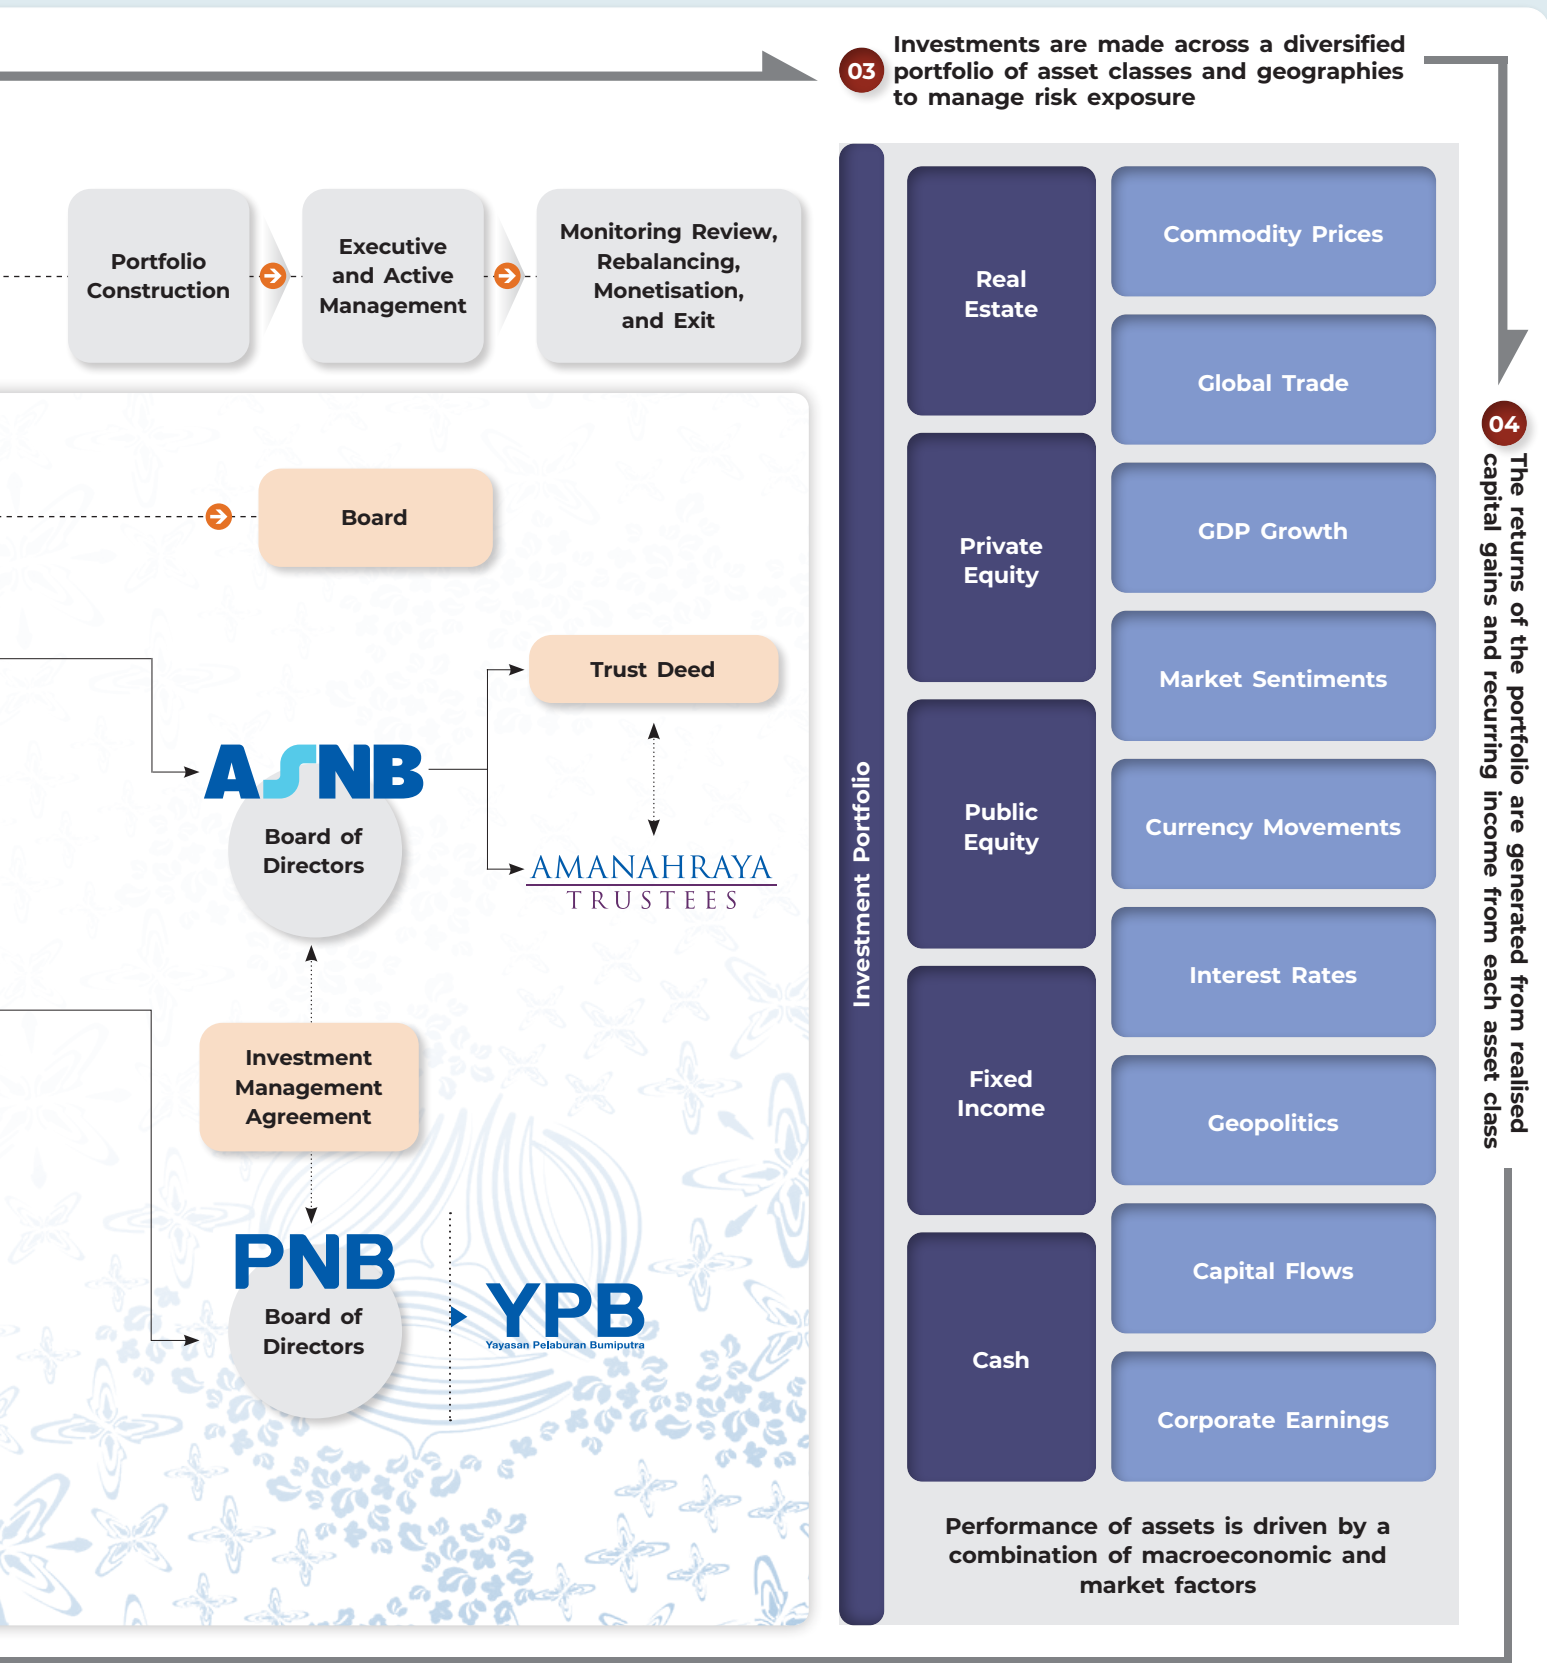 03
Investments are made across a diversified
portfolio of asset classes and geographies
to manage risk exposure
Portfolio
Construction
Executive
and Active
Management
Monitoring Review,
Rebalancing,
Monetisation,
and Exit
Board
Trust Deed
ASNB
Board of
Directors
AMANAHRAYA
TRUSTEES
Investment
Management
Agreement
PNB
Board of
Directors
YPB
Yayasan Pelaburan Bumiputra
Investment Portfolio
Real
Estate
Private
Equity
Public
Equity
Fixed
Income
Cash
Commodity Prices
Global Trade
GDP Growth
Market Sentiments
Currency Movements
Interest Rates
Geopolitics
Capital Flows
Corporate Earnings
Performance of assets is driven by a
combination of macroeconomic and
market factors
04
The returns of the portfolio are generated from realised
capital gains and recurring income from each asset class